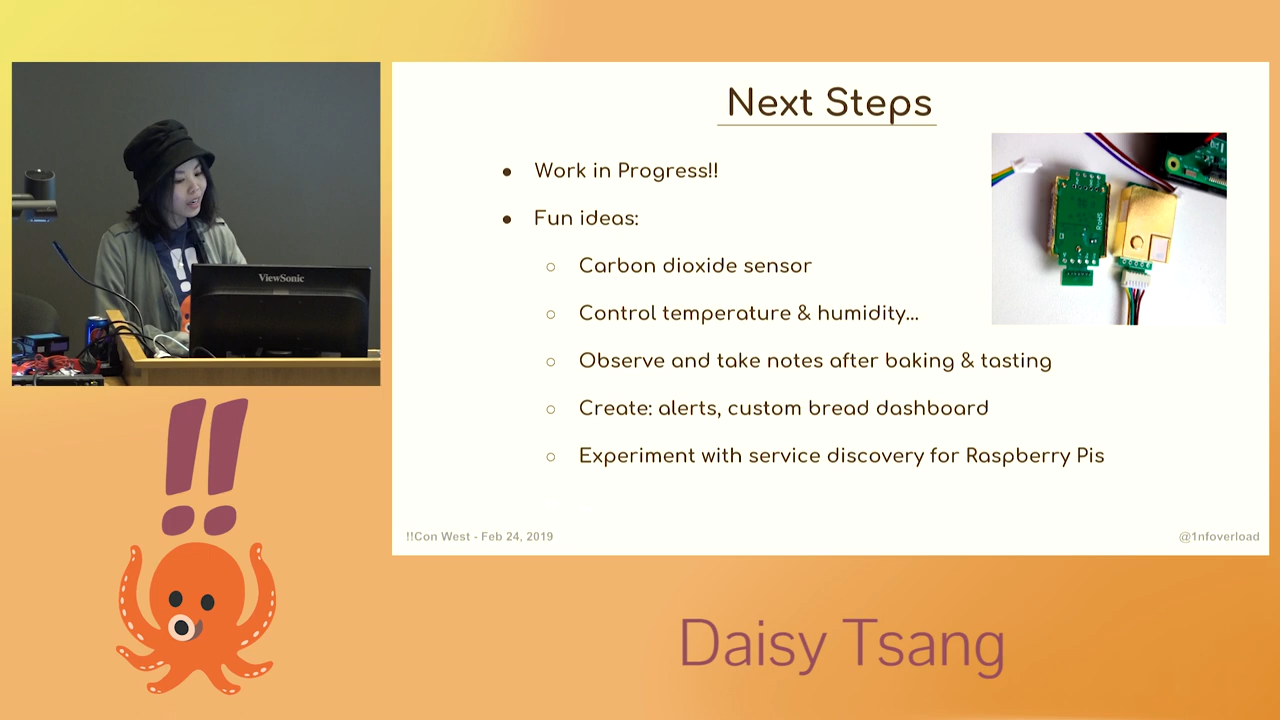 Next Steps
● Work in Progress!!
● Fun ideas:
○ Carbon dioxide sensor
○ Control temperature & humidity...
○ Observe and take notes after baking & tasting
○ Create: alerts, custom bread dashboard
○ Experiment with service discovery for Raspberry Pis
RoHS
ViewSonic
!!
!!Con West - Feb 24, 2019
@1nfoverload
!!
Daisy Tsang